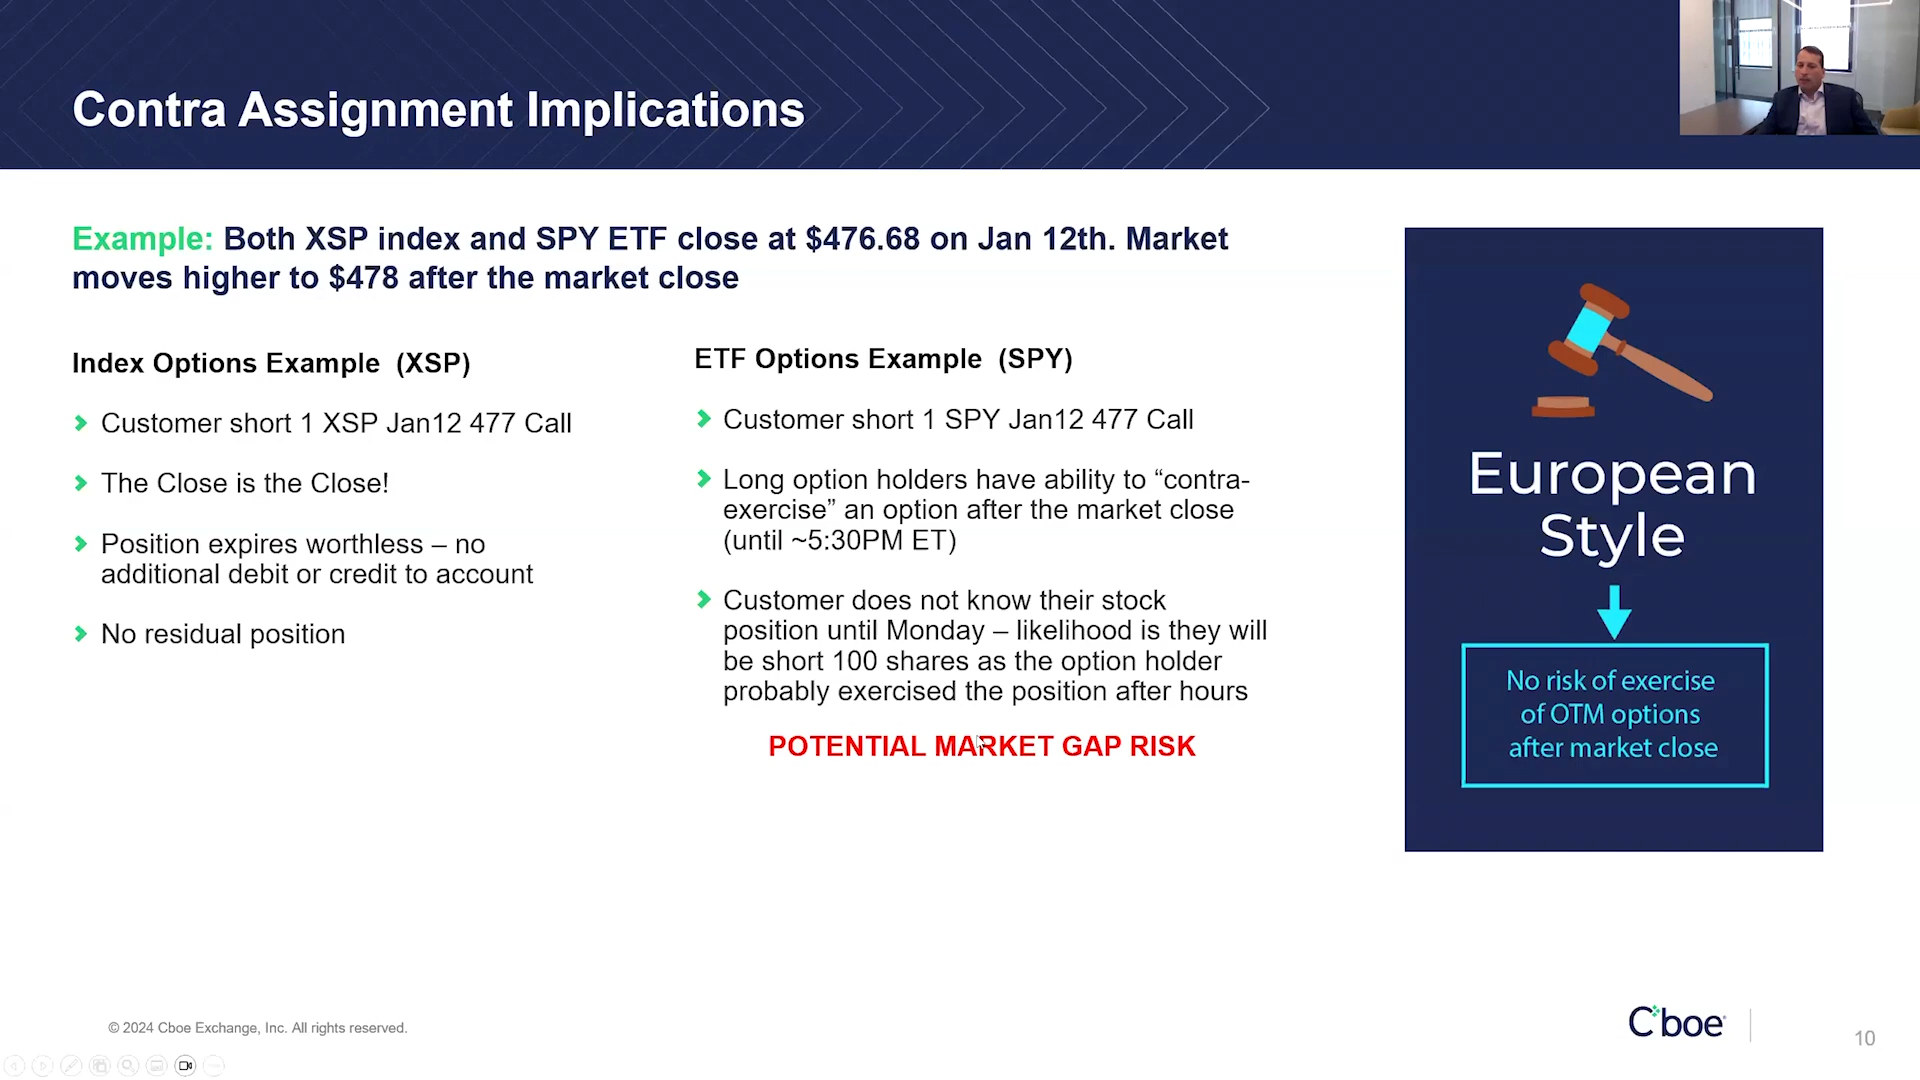 Contra Assignment Implications
Example: Both XSP index and SPY ETF close at $476.68 on Jan 12th. Market
moves higher to $478 after the market close
Index Options Example (XSP)
Customer short 1 XSP Jan12 477 Call
The Close is the Close!
Position expires worthless – no
additional debit or credit to account
No residual position
ETF Options Example (SPY)
Customer short 1 SPY Jan12 477 Call
Long option holders have ability to “contra-
exercise” an option after the market close
(until ~5:30PM ET)
Customer does not know their stock
position until Monday – likelihood is they will
be short 100 shares as the option holder
probably exercised the position after hours
POTENTIAL MARKET GAP RISK
European
Style
No risk of exercise
of OTM options
after market close
© 2024 Cboe Exchange, Inc. All rights reserved.
Cboe
10